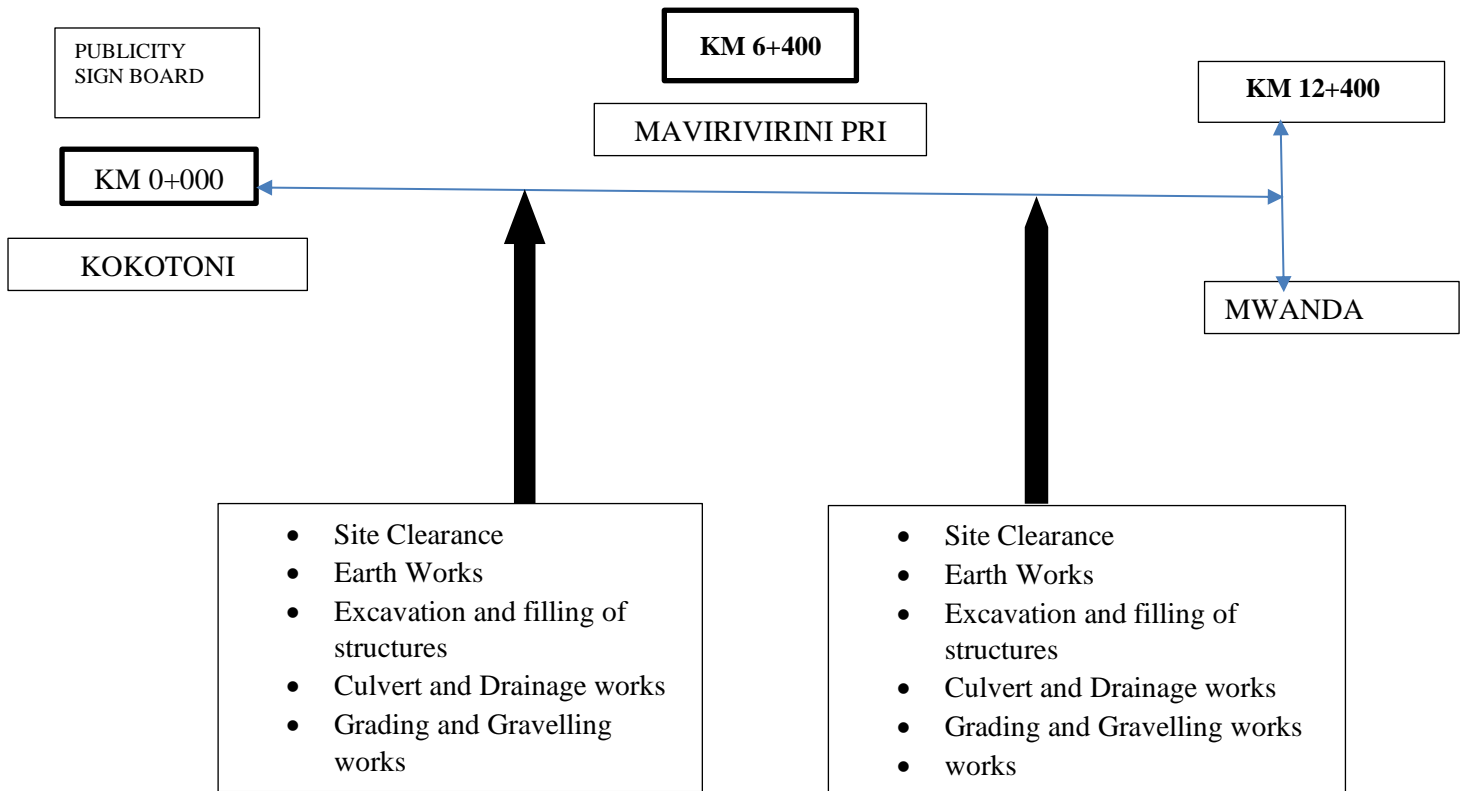 PUBLICITY
SIGN BOARD
KM 6+400
KM 12+400
MAVIRIVIRINI PRI
KM 0+000
KOKOTONI
MWANDA
• Site Clearance
• Earth Works
• Excavation and filling of
structures
• Culvert and Drainage works
• Grading and Gravelling
works
• Site Clearance
• Earth Works
• Excavation and filling of
structures
• Culvert and Drainage works
• Grading and Gravelling works
• works